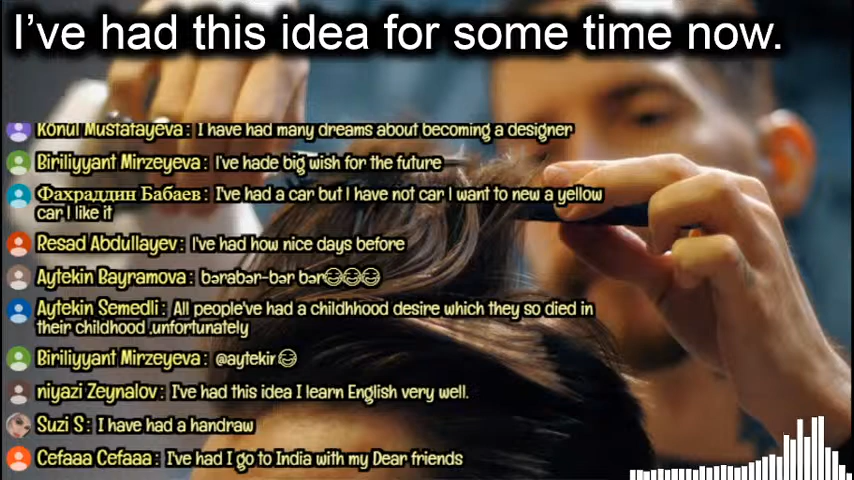 I've had this idea for some time now.
Konul Mustafayeva : I have had many dreams about becoming a designer
Biriliyyant Mirzeyeva : I've hade big wish for the future
Фахраддин Бабаев : I've had a car but I have not car I want to new a yellow
car I like it
Resad Abdullayev : I've had how nice days before
Aytekin Bayramova : bərabər-bər bər😂😂😂
Aytekin Semedli : All people've had a childhhood desire which they so died in
their childhood ,unfortunately
Biriliyyant Mirzeyeva : @aytekin😂
niyazi Zeynalov : I've had this idea I learn English very well.
Suzi S : I have had a handraw
Cefaaa Cefaaa : I've had I go to India with my Dear friends